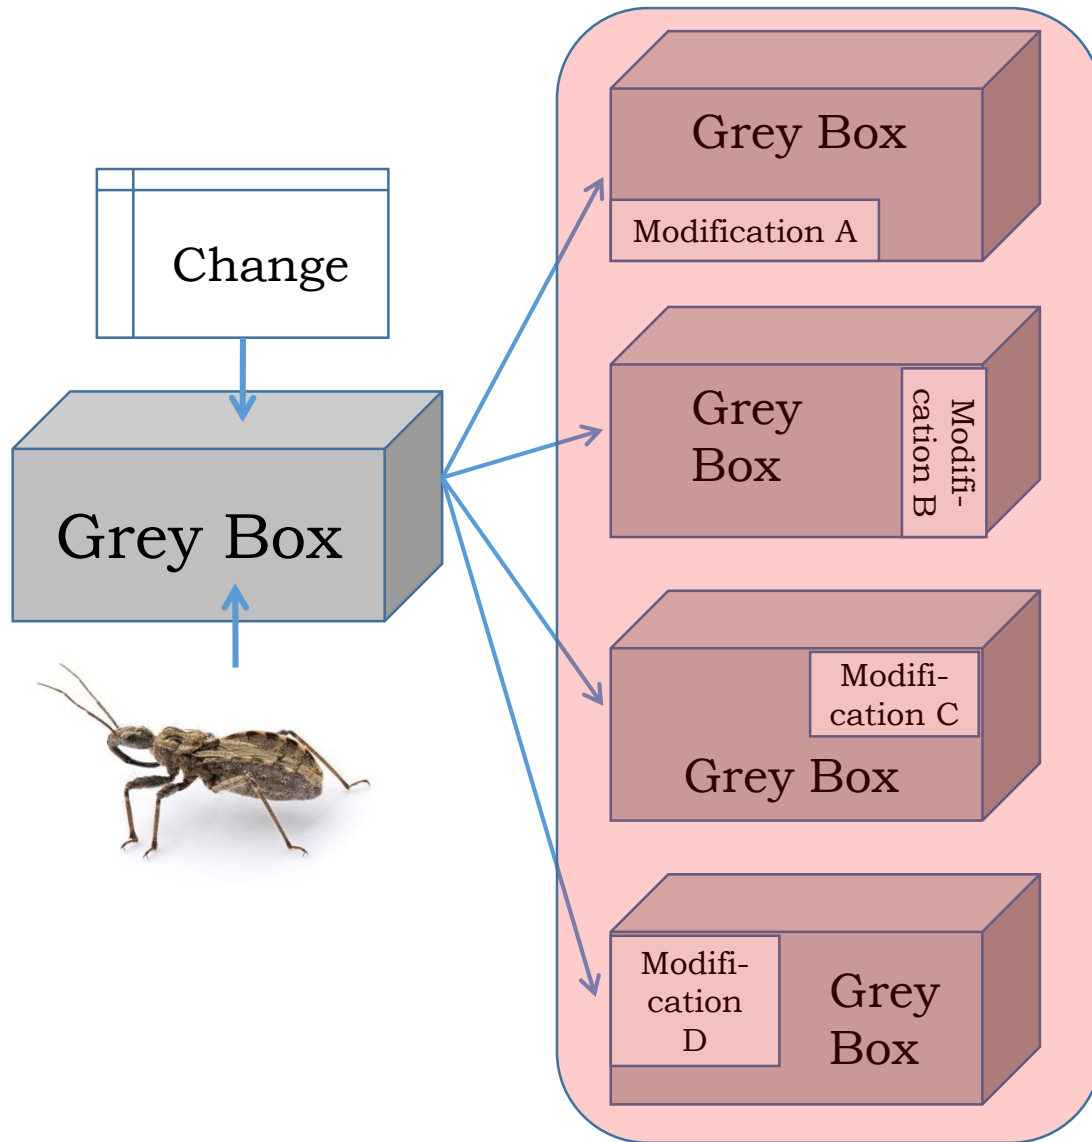 Change
Grey Box
Grey Box
Modification A
Grey
Box
Modifi-
cation B
Modifi-
cation C
Grey Box
Modifi-
cation
D
Grey
Box